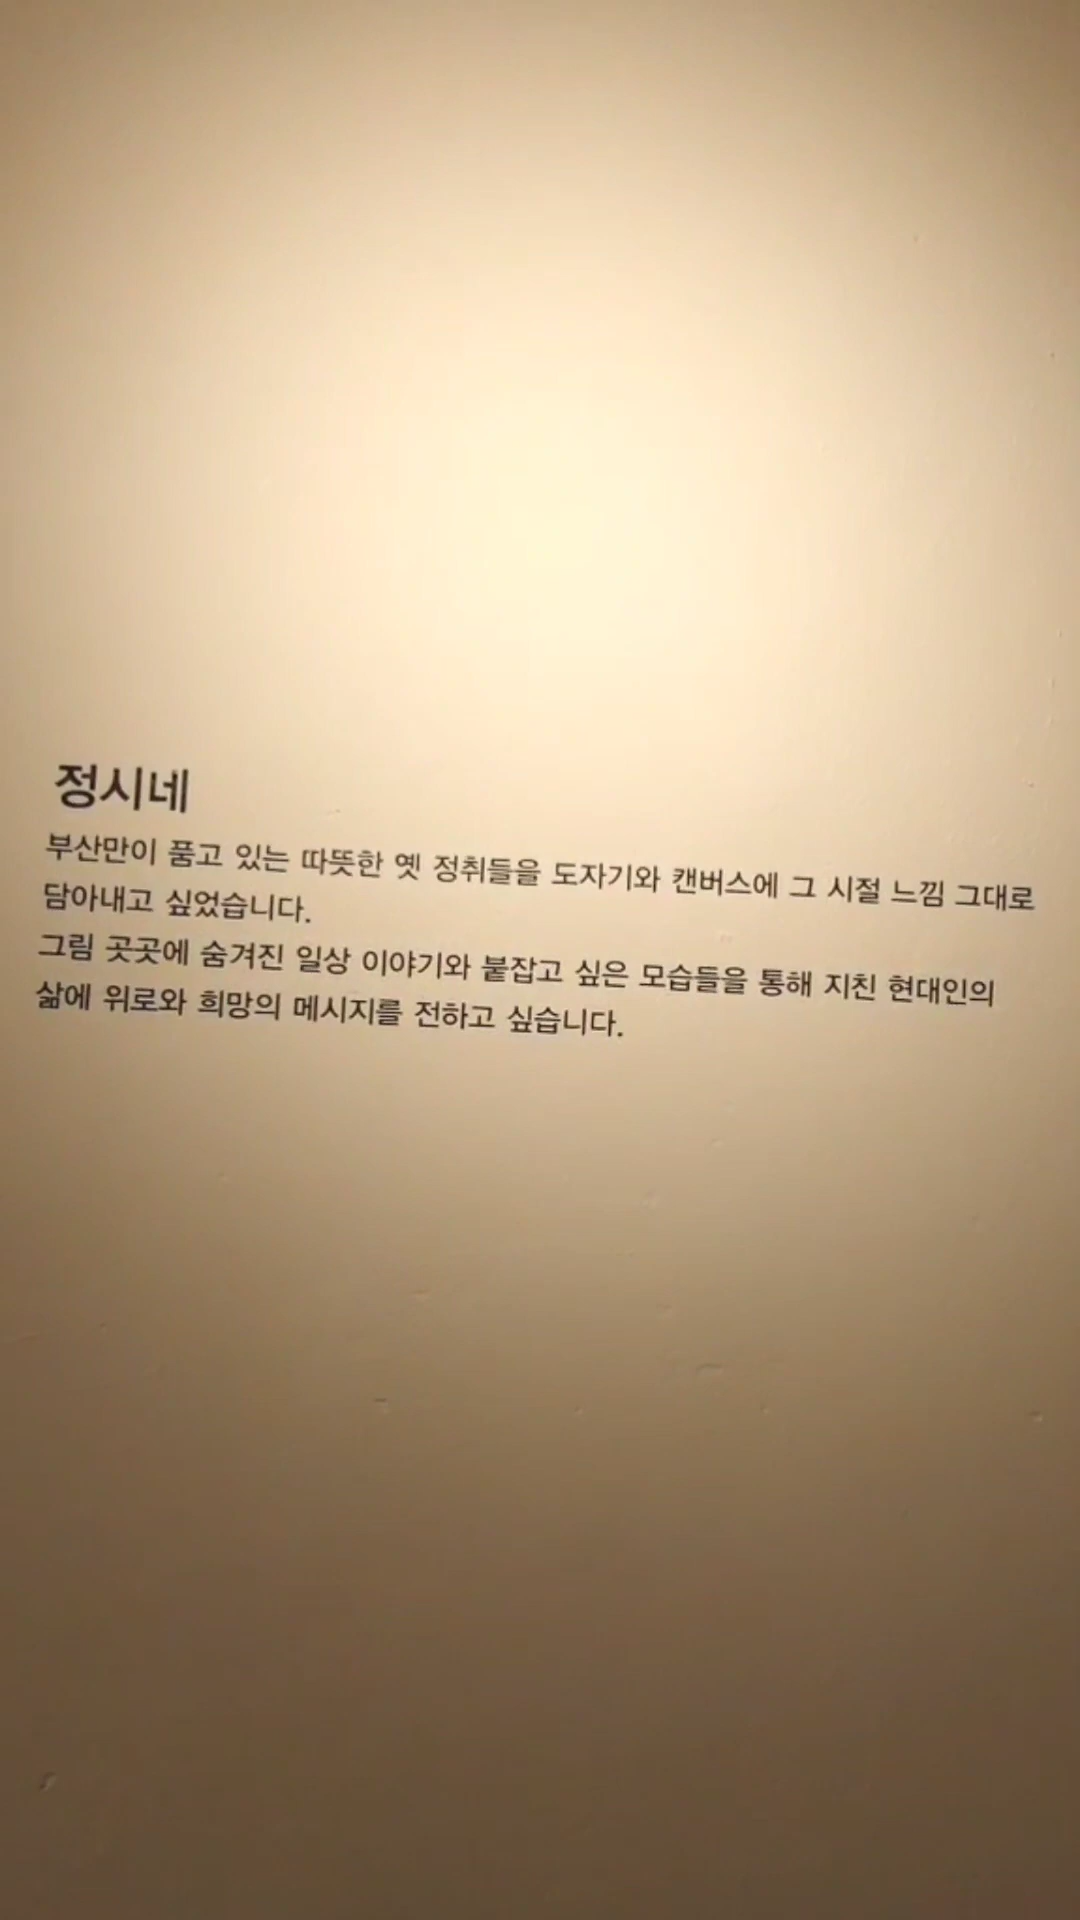 정시네
부산만이 품고 있는 따뜻한 옛 정취들을 도자기와 캔버스에 그 시절 느낌 그대로
담아내고 싶었습니다.
그림 곳곳에 숨겨진 일상 이야기와 붙잡고 싶은 모습들을 통해 지친 현대인의
삶에 위로와 희망의 메시지를 전하고 싶습니다.